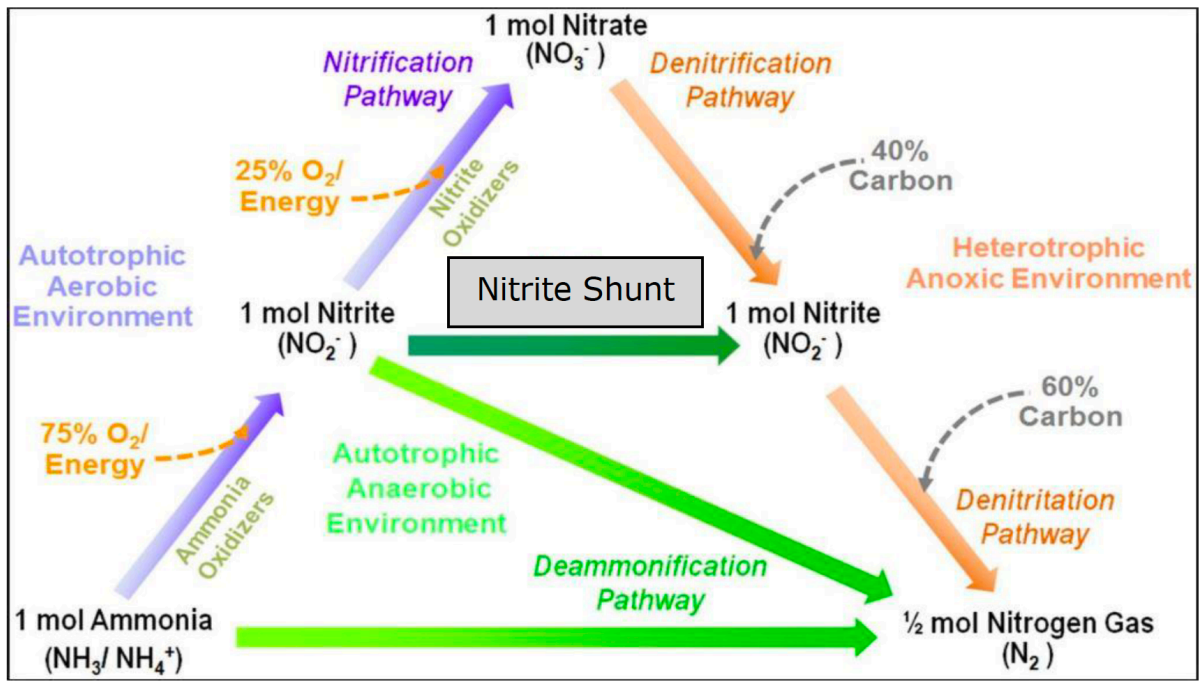 1 mol Nitrate
(NO₃⁻ )
Nitrification
Pathway
Denitrification
Pathway
25% O₂/
Energy
Nitrite
Oxidizers
40%
Carbon
Autotrophic
Aerobic
Environment
Heterotrophic
Anoxic Environment
Nitrite Shunt
1 mol Nitrite
(NO₂⁻ )
1 mol Nitrite
(NO₂⁻ )
75% O₂/
Energy
Ammonia
Oxidizers
60%
Carbon
Autotrophic
Anaerobic
Environment
Denitritation
Pathway
Deammonification
Pathway
1 mol Ammonia
(NH₃/ NH₄⁺)
½ mol Nitrogen Gas
(N₂ )